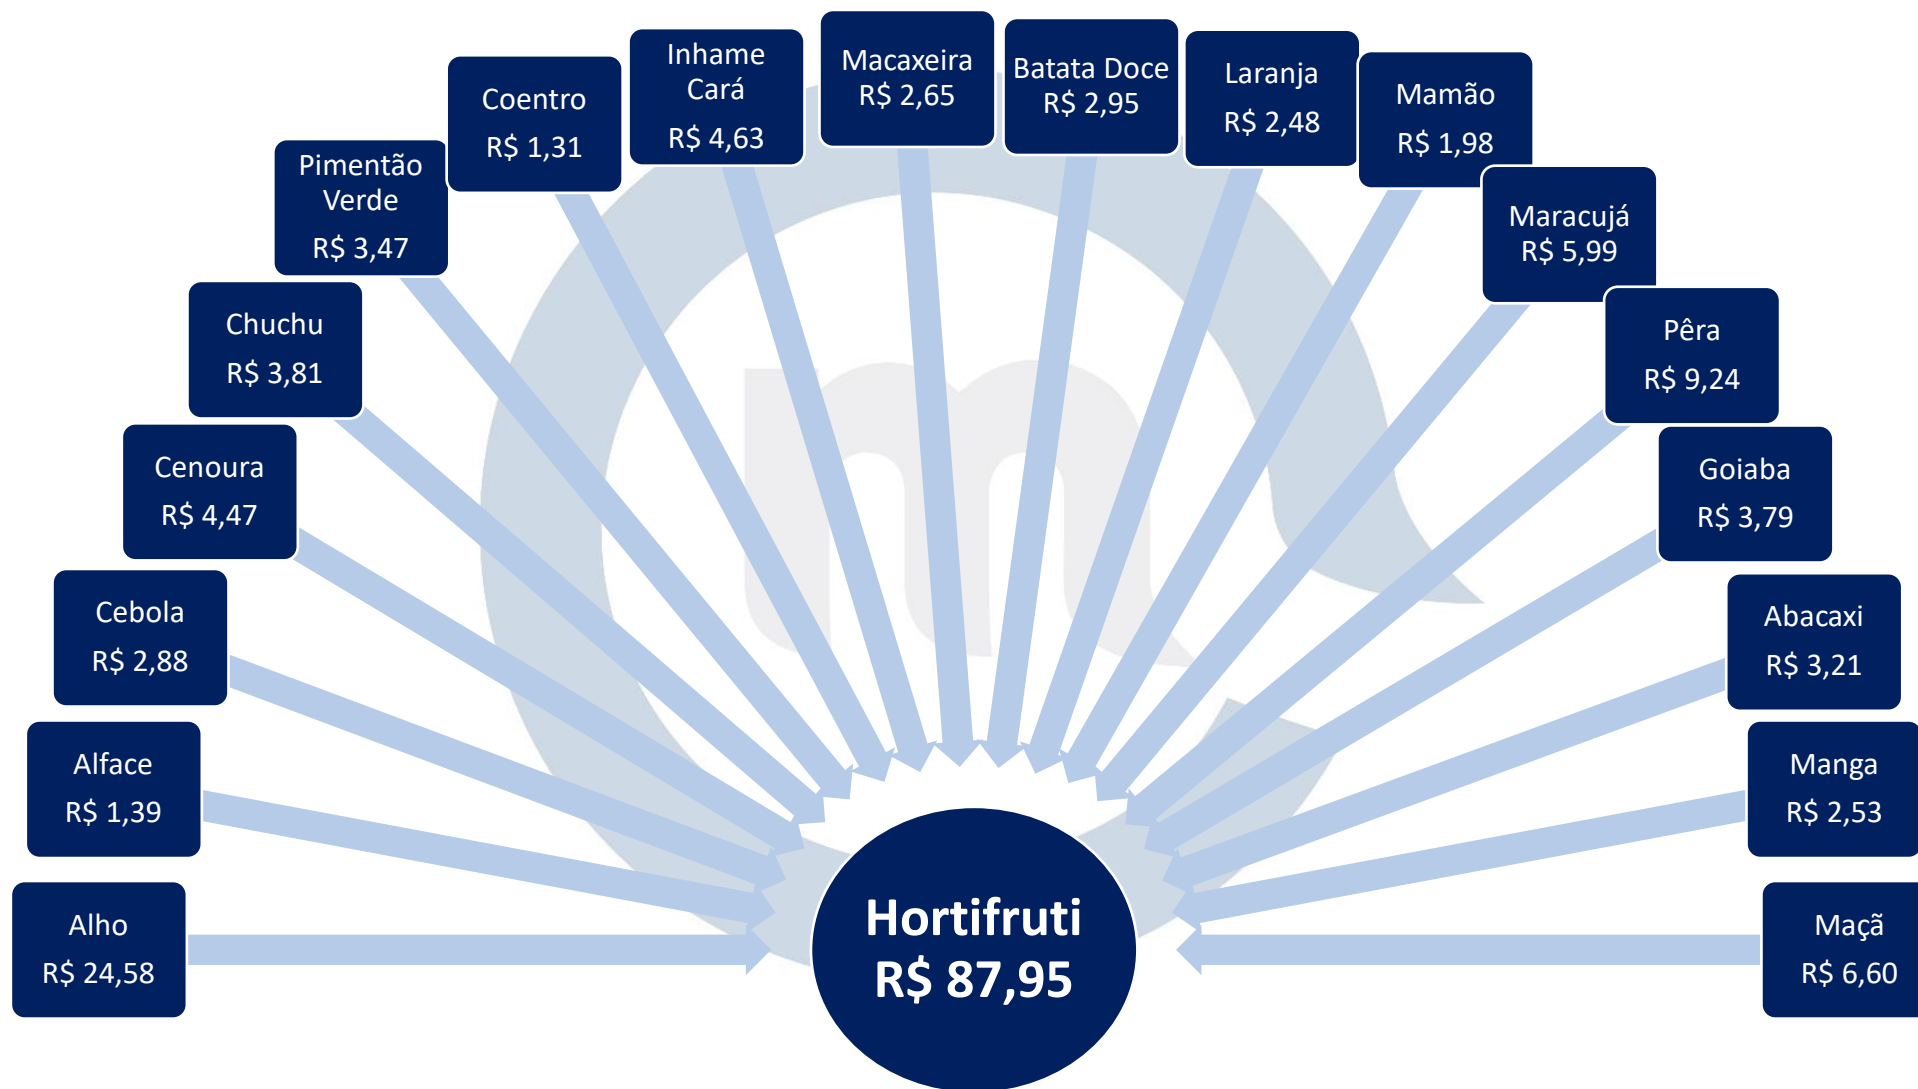 Alho
R$ 24,58
Alface
R$ 1,39
Cebola
R$ 2,88
Cenoura
R$ 4,47
Chuchu
R$ 3,81
Pimentão
Verde
R$ 3,47
Coentro
R$ 1,31
Inhame
Cará
R$ 4,63
Macaxeira
R$ 2,65
Batata Doce
R$ 2,95
Laranja
R$ 2,48
Mamão
R$ 1,98
Maracujá
R$ 5,99
Pêra
R$ 9,24
Goiaba
R$ 3,79
Abacaxi
R$ 3,21
Manga
R$ 2,53
Maçã
R$ 6,60
Hortifruti
R$ 87,95